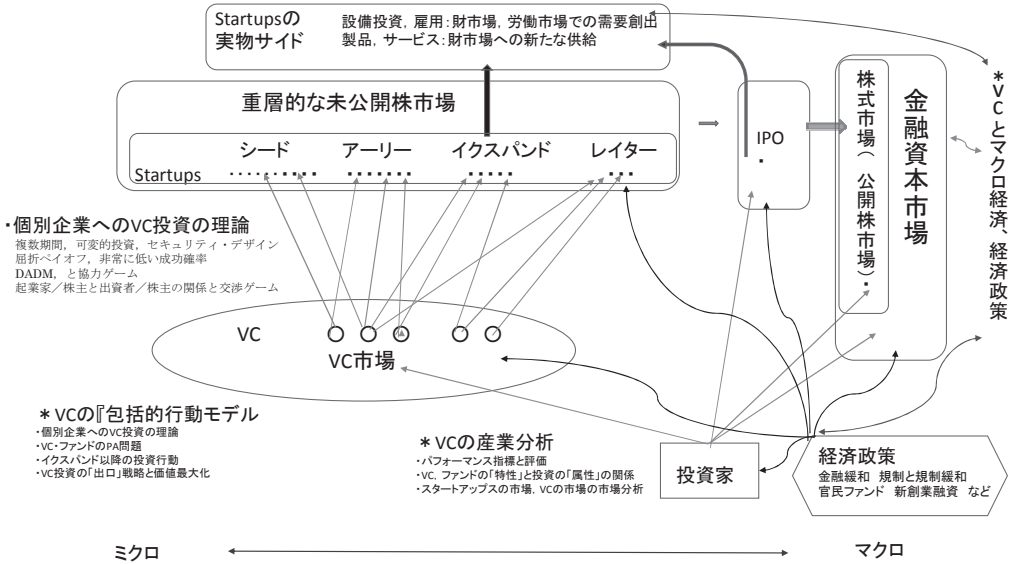 Startupsの
実物サイド
設備投資, 雇用:財市場, 労働市場での需要創出
製品, サービス:財市場への新たな供給
重層的な未公開株市場
シード アーリー イクスパンド レイター
Startups
IPO
株式市場(公開株市場)
金融資本市場
*VCとマクロ経済、経済政策
・個別企業へのVC投資の理論
複数期間，可変的投資，セキュリティ・デザイン
屈折ペイオフ，非常に低い成功確率
DADM，と協力ゲーム
起業家／株主と出資者／株主の関係と交渉ゲーム
VC
VC市場
*VCの『包括的行動モデル
・個別企業へのVC投資の理論
・VC・ファンドのPA問題
・イクスパンド以降の投資行動
・VC投資の「出口」戦略と価値最大化
*VCの産業分析
・パフォーマンス指標と評価
・VC, ファンドの「特性」と投資の「属性」の関係
・スタートアップスの市場, VCの市場の市場分析
投資家
経済政策
金融緩和 規制と規制緩和
官民ファンド 新創業融資 など
ミクロ
マクロ